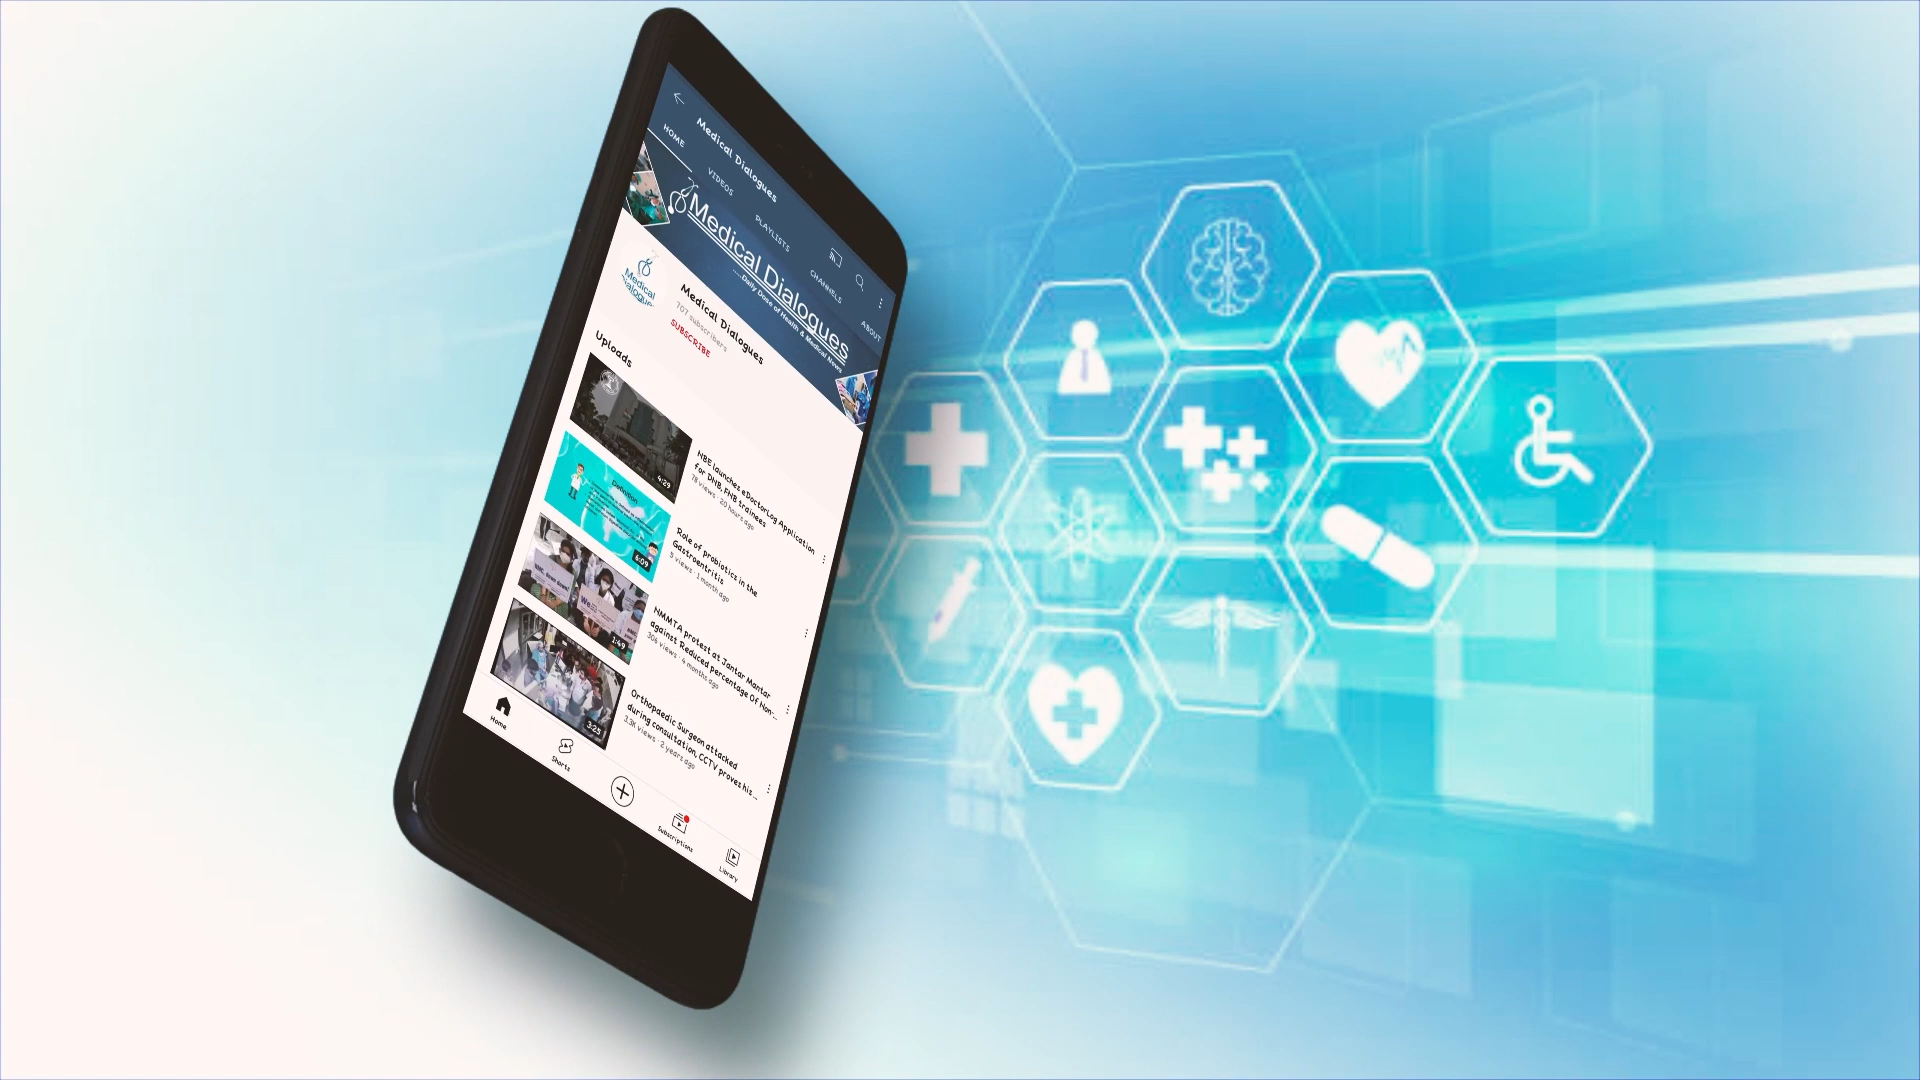 Medical Dialogues
HOME
VIDEOS
PLAYLISTS
CHANNELS
ABOUT
Medical Dialogues
.....Daily Dose of Health & Medical News
Medical
Dialogues
707 subscribers
SUBSCRIBE
Uploads
4:29
NBE launches eDoctorLog Application
for DNB, FNB trainees
78 views · 20 hours ago
Definition
6:09
Role of probiotics in the
Gastroentritis
5 views · 1 month ago
We
1:49
NMMTA protest at Jantar Mantar
against Reduced percentage Of Non-...
306 views · 4 months ago
3:25
Orthopaedic Surgeon attacked
during consultation, CCTV proves his...
3.3K views · 2 years ago
Home
Shorts
Subscriptions
Library